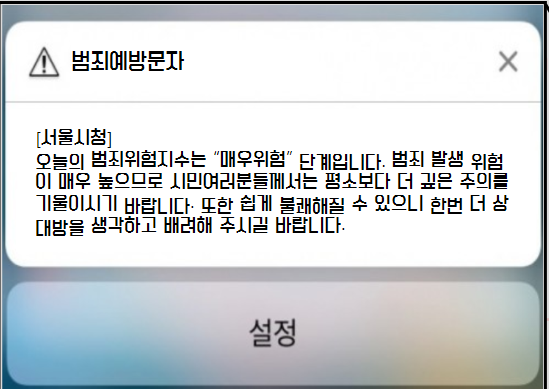 범죄예방문자
[서울시청]
오늘의 범죄위험지수는 “매우위험” 단계입니다. 범죄 발생 위험
이 매우 높으므로 시민여러분들께서는 평소보다 더 깊은 주의를
기울이시기 바랍니다. 또한 쉽게 불쾌해질 수 있으니 한번 더 상
대방을 생각하고 배려해 주시길 바랍니다.
설정